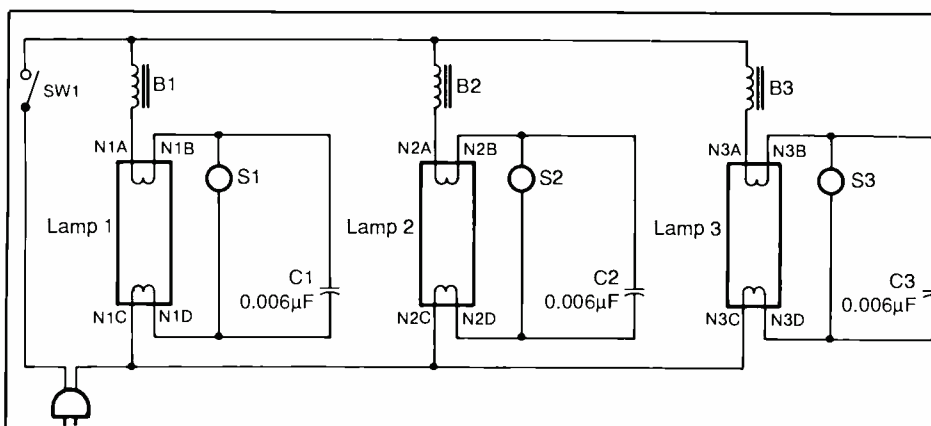 SW1
B1
B2
B3
N1A
N1B
N2A
N2B
N3A
N3B
S1
S2
S3
Lamp 1
Lamp 2
Lamp 3
C1
0.006µF
C2
0.006µF
C3
0.006µF
N1C
N1D
N2C
N2D
N3C
N3D